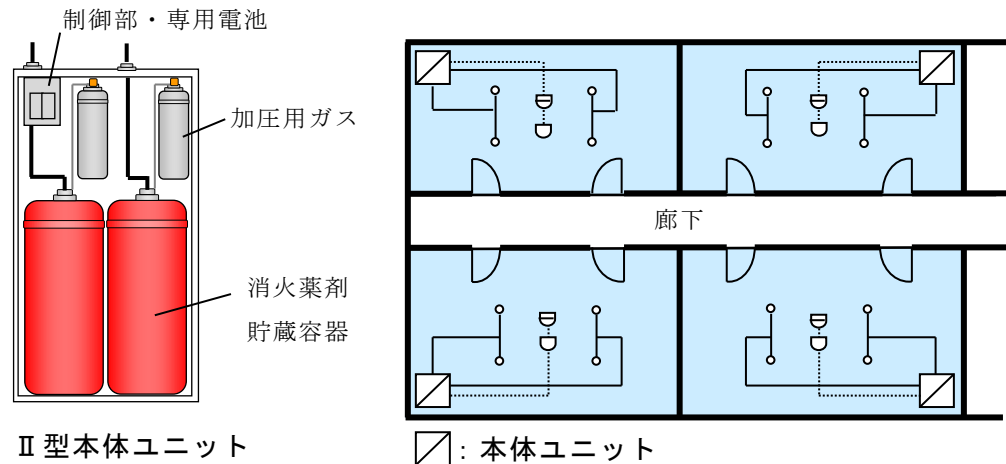 制御部・専用電池
加圧用ガス
消火薬剤
貯蔵容器
Ⅱ型本体ユニット
廊下
：本体ユニット